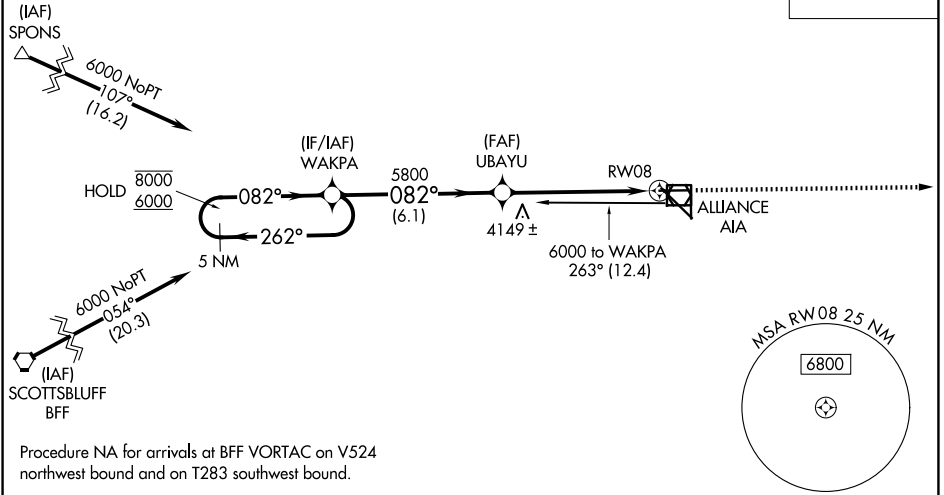 (IAF)
SPONS
6000 NoPT
107°
(16.2)
(IF/IAF)
WAKPA
(FAF)
UBAYU
HOLD
8000
6000
082°
5800
082°
(6.1)
RW08
ALLIANCE
AIA
262°
5 NM
4149 ±
6000 to WAKPA
263° (12.4)
6000 NoPT
054°
(20.3)
(IAF)
SCOTTSBLUFF
BFF
MSA RW08 25 NM
6800
Procedure NA for arrivals at BFF VORTAC on V524
northwest bound and on T283 southwest bound.